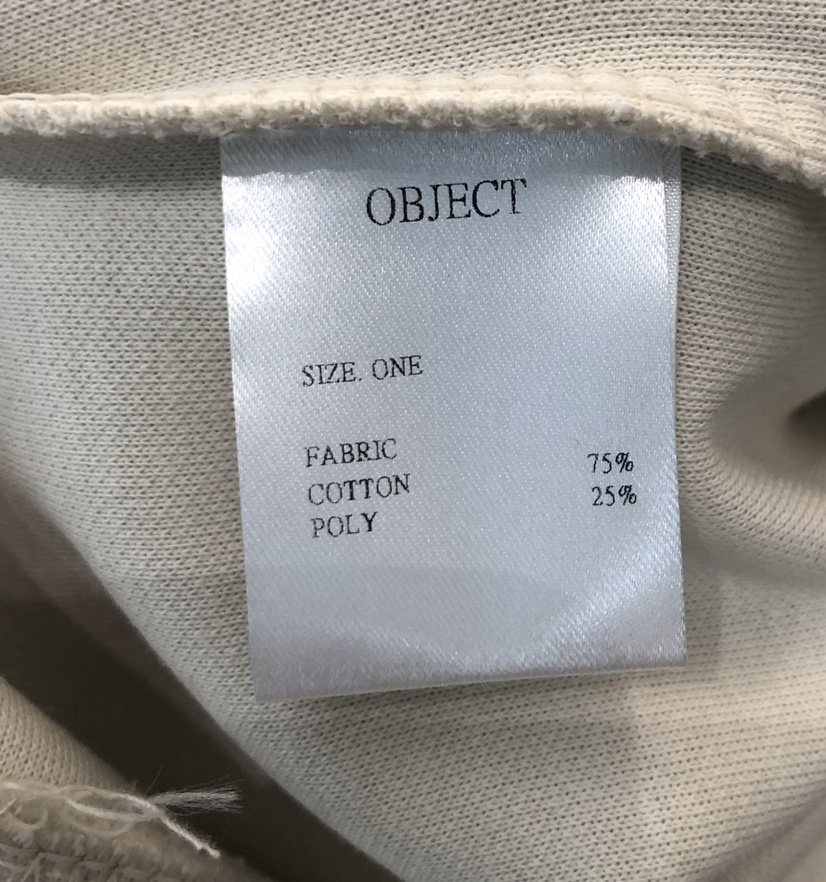 OBJECT
SIZE. ONE
FABRIC
COTTON 75%
POLY 25%